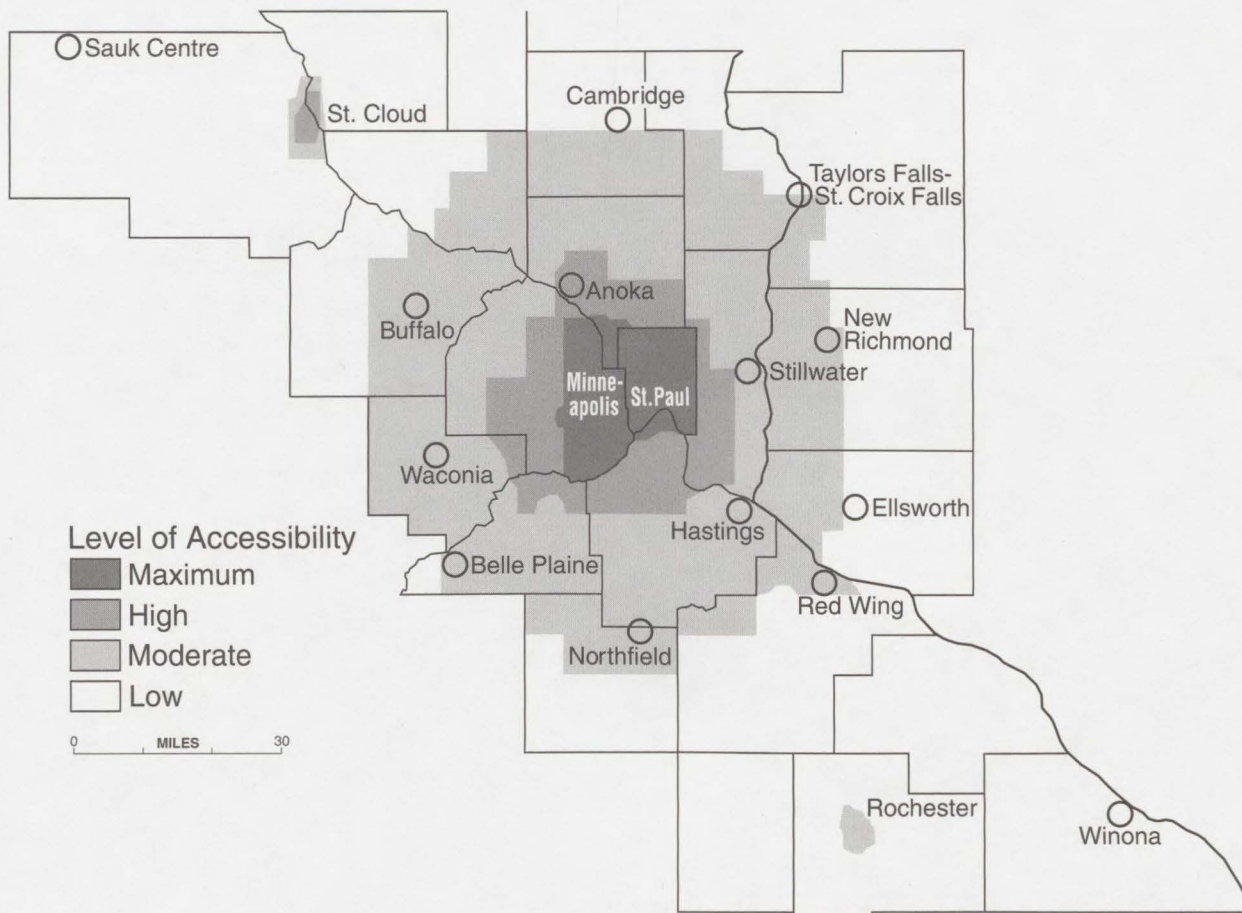 Sauk Centre
St. Cloud
Cambridge
Taylors Falls-
St. Croix Falls
Anoka
Buffalo
New
Richmond
Stillwater
Minne-
apolis
St. Paul
Waconia
Ellsworth
Hastings
Belle Plaine
Red Wing
Northfield
Rochester
Winona
Level of Accessibility
Maximum
High
Moderate
Low
0 MILES 30